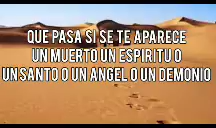 QUE PASA SI SE TE APARECE
UN MUERTO UN ESPIRITU O
UN SANTO O UN ANGEL O UN DEMONIO